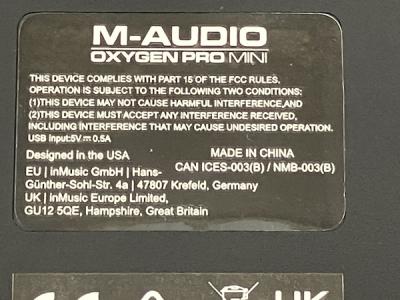 M-AUDIO
OXYGEN PRO MINI
THIS DEVICE COMPLIES WITH PART 15 OF THE FCC RULES.
OPERATION IS SUBJECT TO THE FOLLOWING TWO CONDITIONS:
(1)THIS DEVICE MAY NOT CAUSE HARMFUL INTERFERENCE,AND
(2)THIS DEVICE MUST ACCEPT ANY INTERFERENCE RECEIVED,
INCLUDING INTERFERENCE THAT MAY CAUSE UNDESIRED OPERATION.
USB Input:5V⎓0.5A
Designed in the USA
MADE IN CHINA
CAN ICES-003(B) / NMB-003(B)
EU | inMusic GmbH | Hans-
Günther-Sohl-Str. 4a | 47807 Krefeld, Germany
UK | inMusic Europe Limited,
GU12 5QE, Hampshire, Great Britain
UK